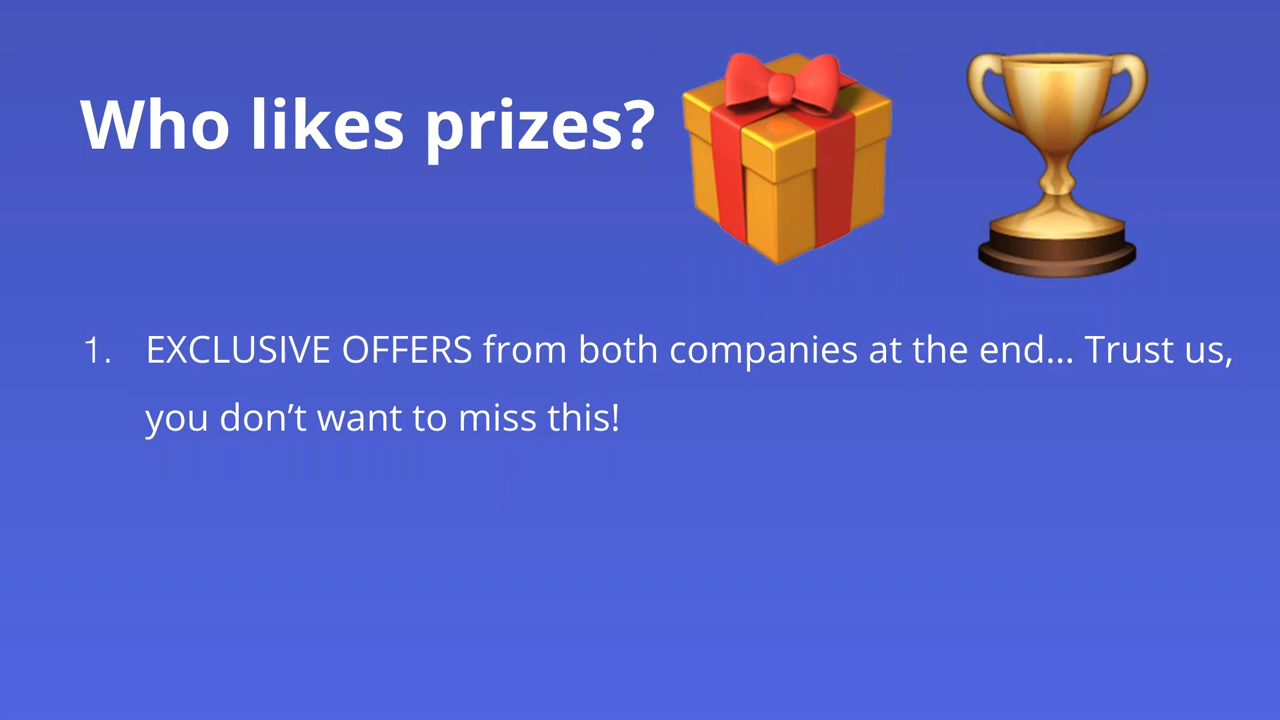 Who likes prizes?
1. EXCLUSIVE OFFERS from both companies at the end... Trust us,
you don’t want to miss this!